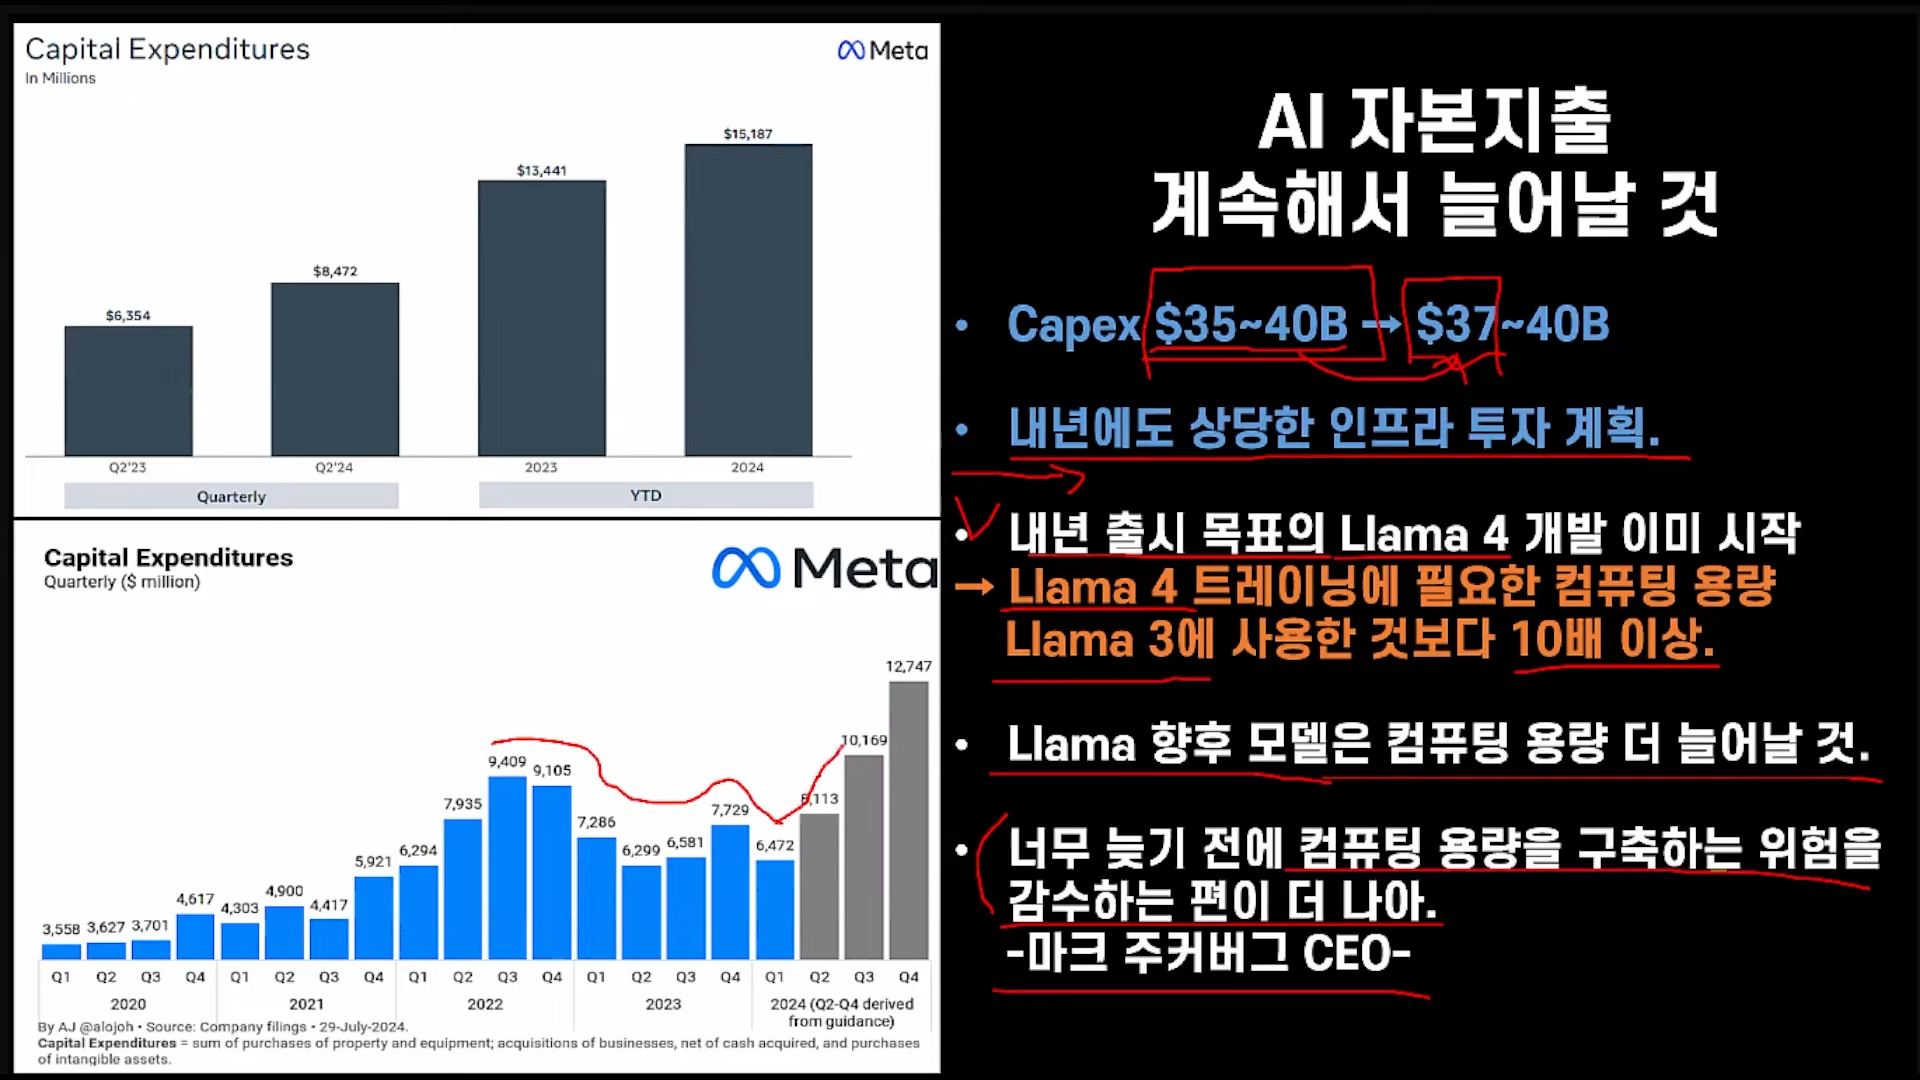 Capital Expenditures
In Millions
Meta
$6,354
$8,472
$13,441
$15,187
Q2'23
Q2'24
2023
2024
Quarterly
YTD
Capital Expenditures
Quarterly ($ million)
Meta
3,558
3,627
3,701
4,617
4,303
4,900
4,417
5,921
6,294
7,935
9,409
9,105
7,286
6,299
6,581
7,729
6,472
8,113
10,169
12,747
Q1 Q2 Q3 Q4 Q1 Q2 Q3 Q4 Q1 Q2 Q3 Q4 Q1 Q2 Q3 Q4 Q1 Q2 Q3 Q4
2020
2021
2022
2023
2024 (Q2-Q4 derived
from guidance)
By AJ @alojoh • Source: Company filings • 29-July-2024.
Capital Expenditures = sum of purchases of property and equipment; acquisitions of businesses, net of cash acquired, and purchases
of intangible assets.
AI 자본지출
계속해서 늘어날 것
• Capex $35~40B → $37~40B
• 내년에도 상당한 인프라 투자 계획.
• 내년 출시 목표의 Llama 4 개발 이미 시작
→ Llama 4 트레이닝에 필요한 컴퓨팅 용량
Llama 3에 사용한 것보다 10배 이상.
• Llama 향후 모델은 컴퓨팅 용량 더 늘어날 것.
• 너무 늦기 전에 컴퓨팅 용량을 구축하는 위험을
감수하는 편이 더 나아.
-마크 주커버그 CEO-